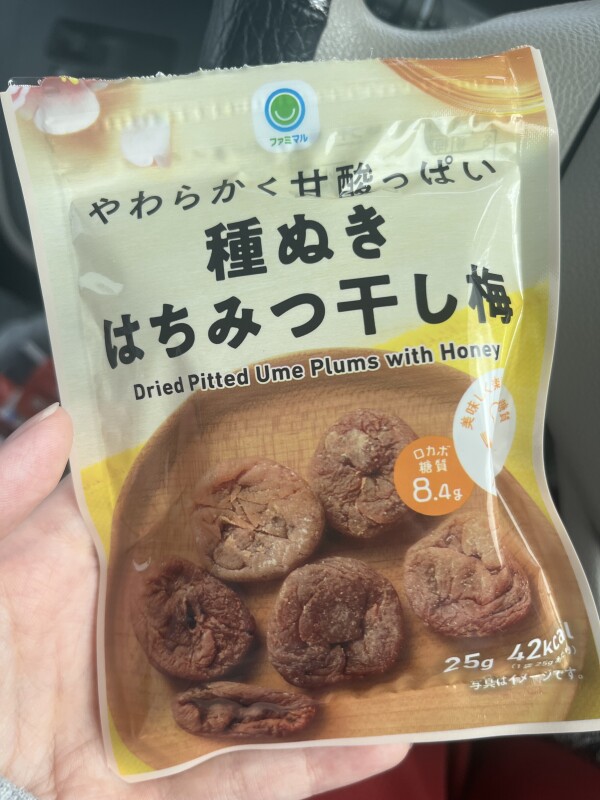 ファミマル
やわらかく甘酸っぱい
種ぬき
はちみつ干し梅
Dried Pitted Ume Plums with Honey
ロカボ
糖質
8.4g
糖質
25g 42kcal
写真はイメージです。